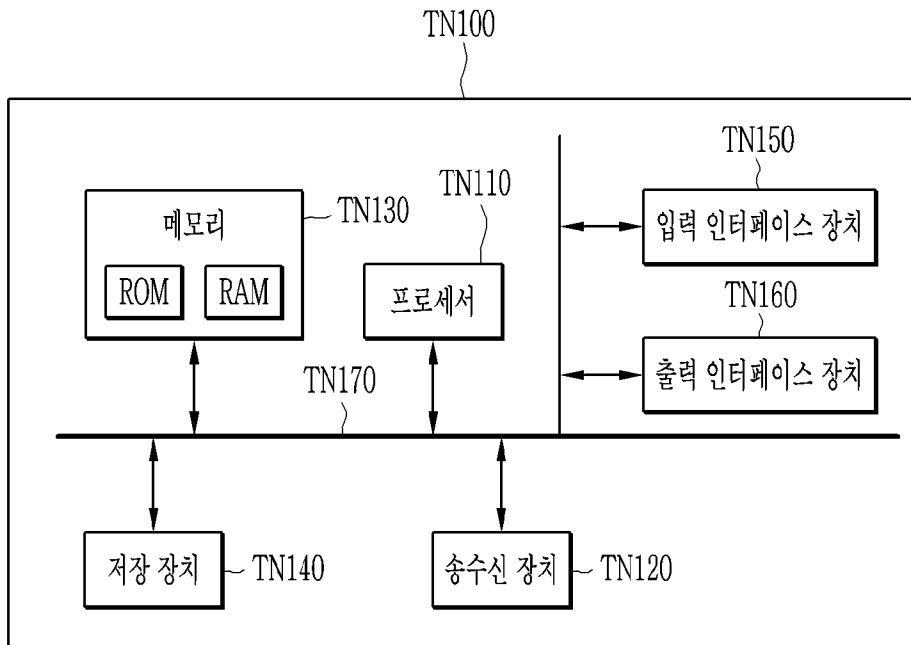 TN100
TN150
TN110
메모리
TN130
입력 인터페이스 장치
ROM
RAM
프로세서
TN160
출력 인터페이스 장치
TN170
저장 장치
TN140
송수신 장치
TN120